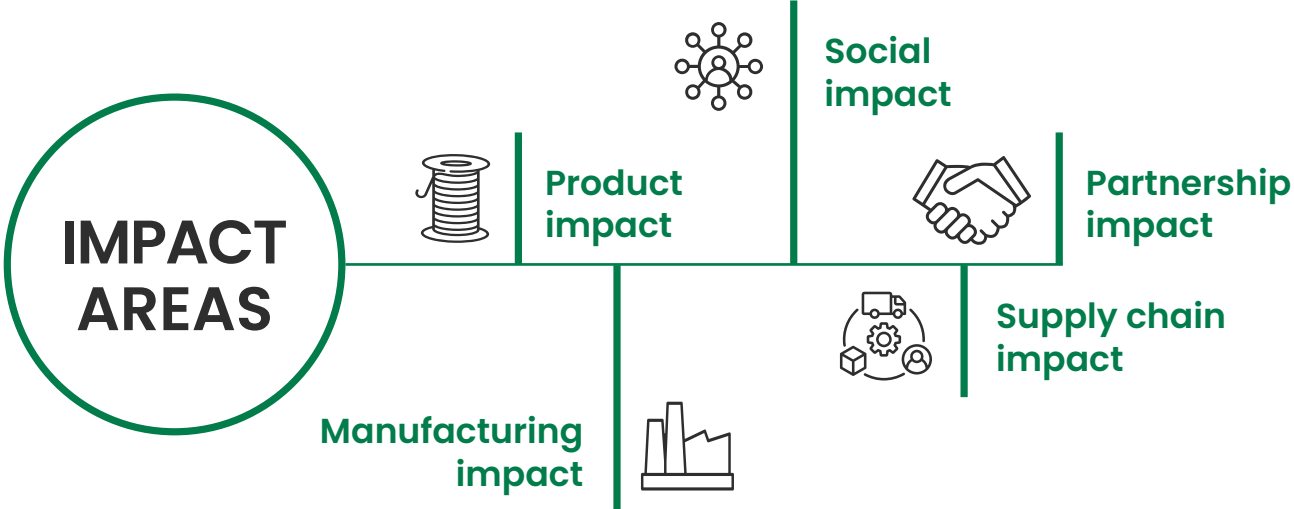 IMPACT
AREAS
Product
impact
Manufacturing
impact
Social
impact
Supply chain
impact
Partnership
impact